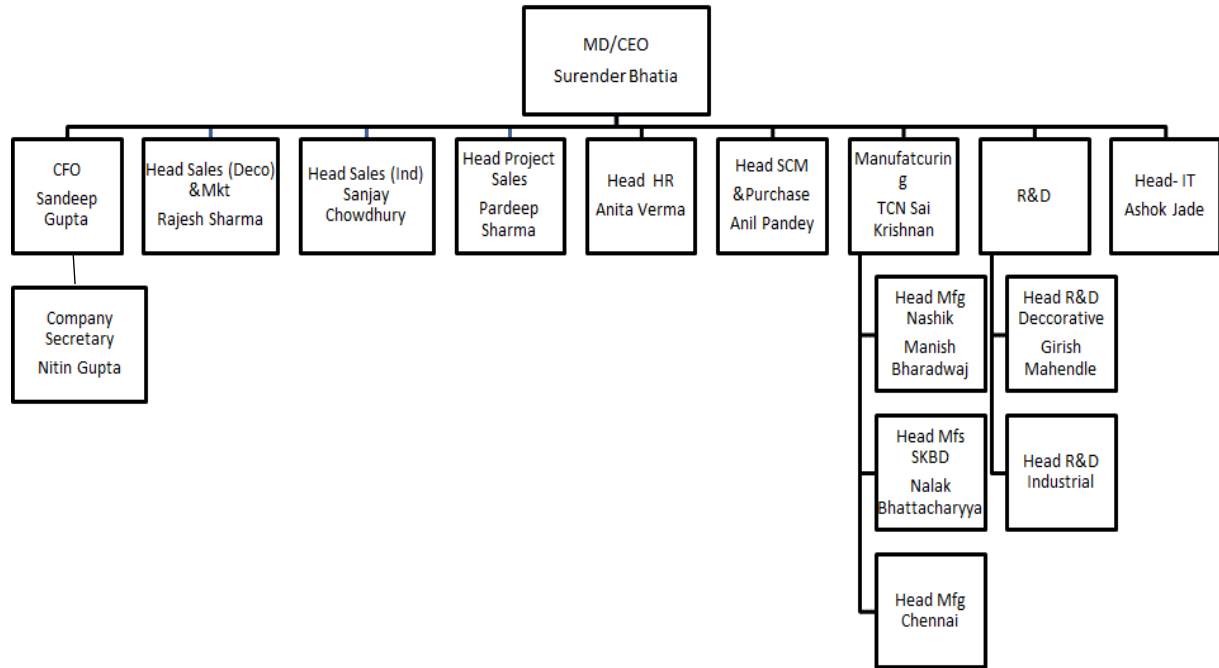 MD/CEO
Surender Bhatia
CFO
Sandeep
Gupta
Head Sales (Deco)
&Mkt
Rajesh Sharma
Head Sales (Ind)
Sanjay
Chowdhury
Head Project
Sales
Pardeep
Sharma
Head HR
Anita Verma
Head SCM
&Purchase
Anil Pandey
Manufatcurin
g
TCN Sai
Krishnan
R&D
Head- IT
Ashok Jade
Company
Secretary
Nitin Gupta
Head Mfg
Nashik
Manish
Bharadwaj
Head R&D
Deccorative
Girish
Mahendle
Head Mfs
SKBD
Nalak
Bhattacharyya
Head R&D
Industrial
Head Mfg
Chennai